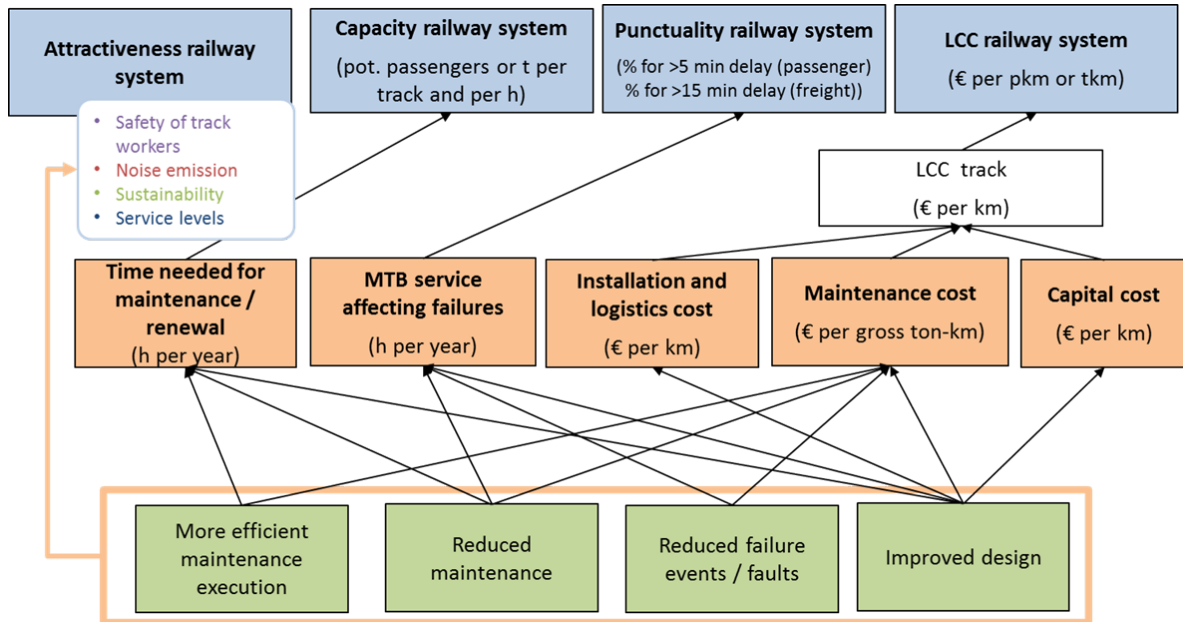 Attractiveness railway
system
Capacity railway system
(pot. passengers or t per
track and per h)
Punctuality railway system
(% for >5 min delay (passenger)
% for >15 min delay (freight))
LCC railway system
(€ per pkm or tkm)
• Safety of track
workers
• Noise emission
• Sustainability
• Service levels
LCC track
(€ per km)
Time needed for
maintenance /
renewal
(h per year)
MTB service
affecting failures
(h per year)
Installation and
logistics cost
(€ per km)
Maintenance cost
(€ per gross ton-km)
Capital cost
(€ per km)
More efficient
maintenance
execution
Reduced
maintenance
Reduced failure
events / faults
Improved design